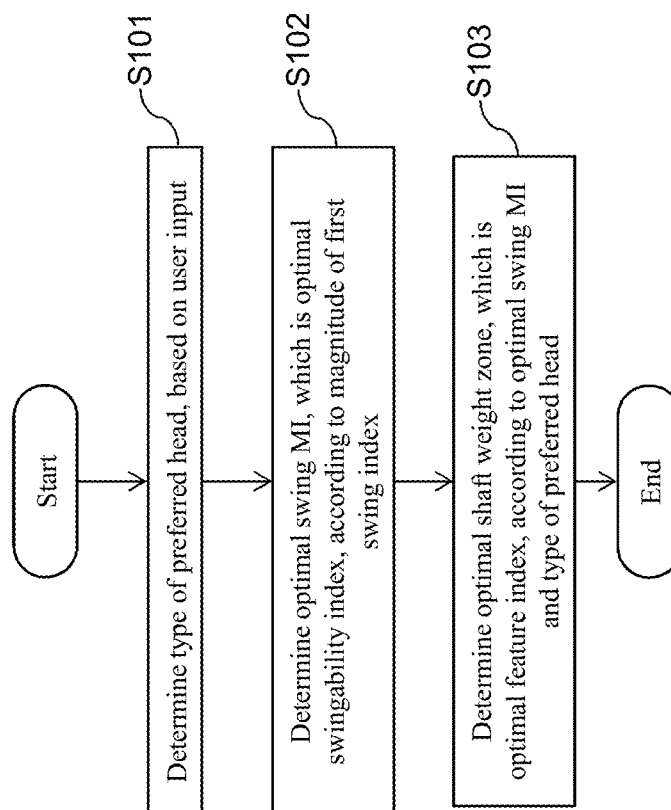 Start
Determine type of preferred head, based on user input
S101
Determine optimal swing MI, which is optimal
swingability index, according to magnitude of first
swing index
S102
Determine optimal shaft weight zone, which is
optimal feature index, according to optimal swing MI
and type of preferred head
S103
End